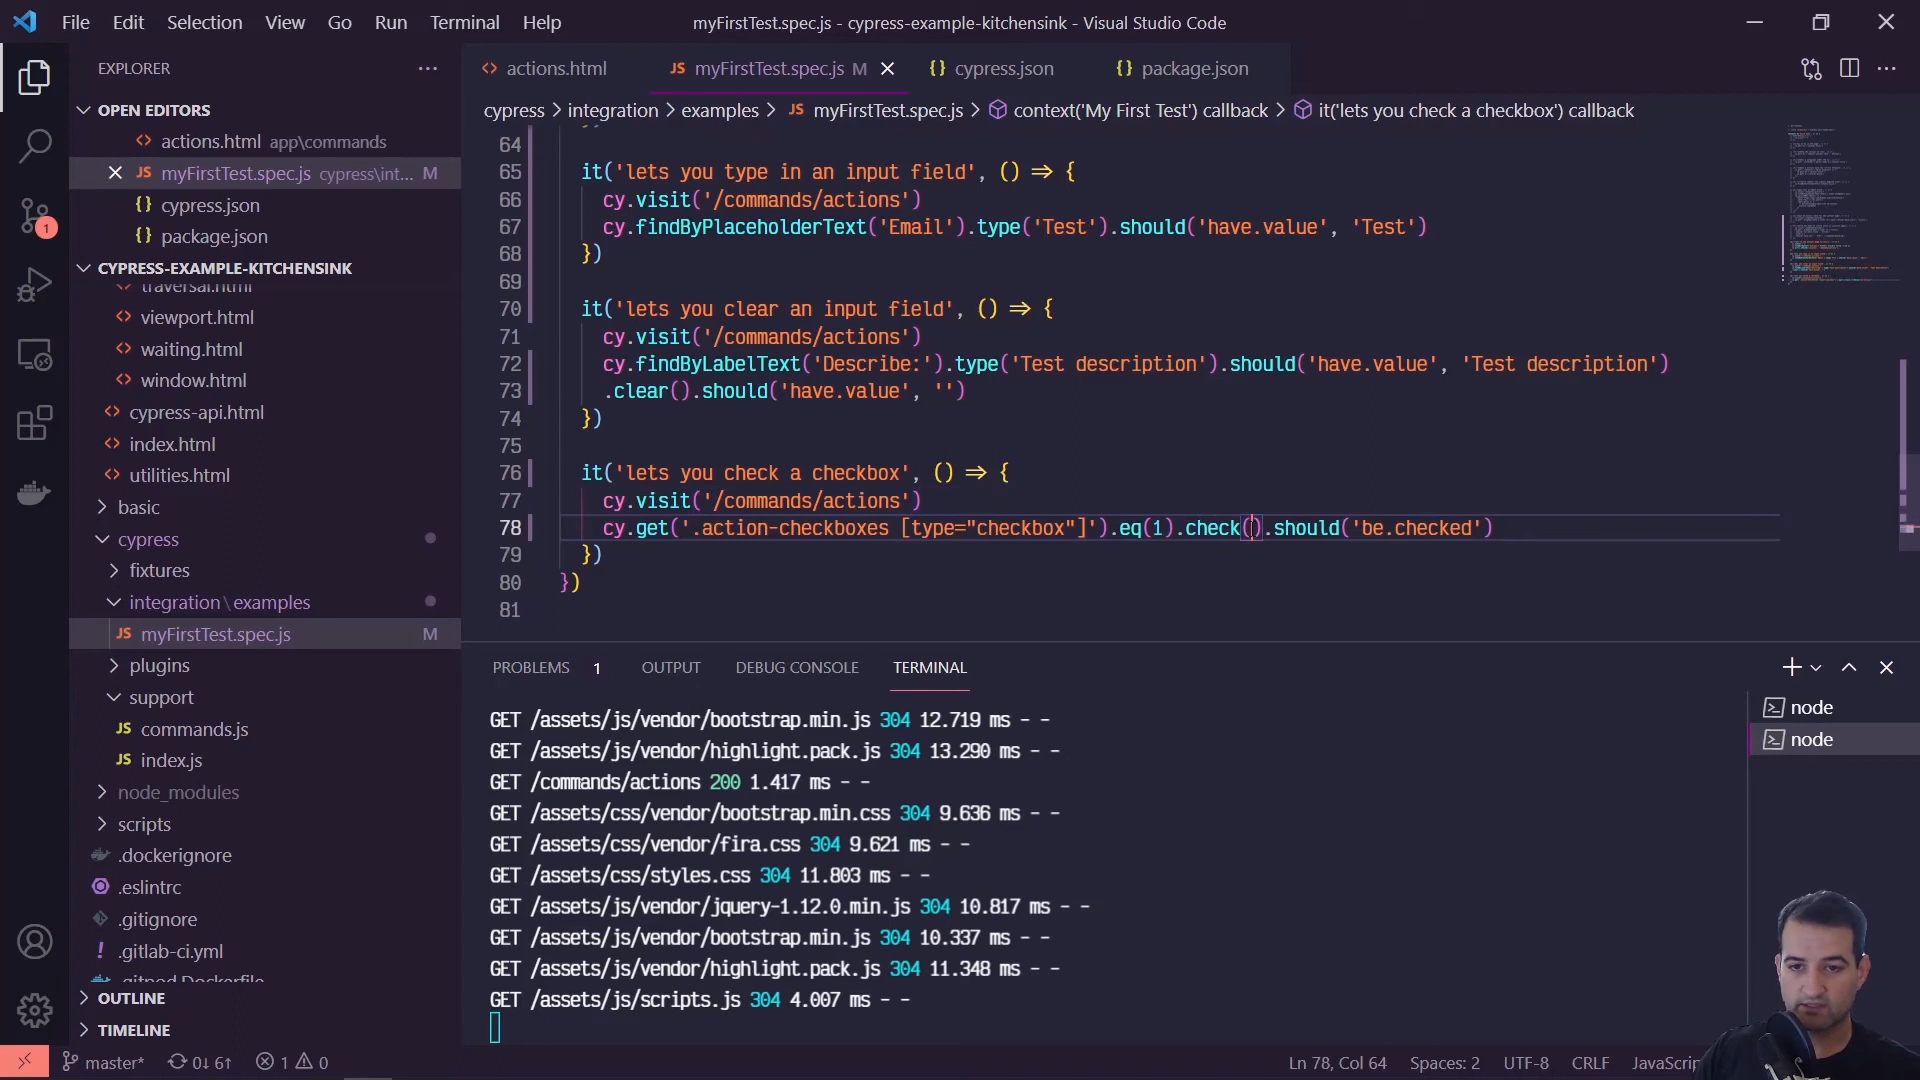 File Edit Selection View Go Run Terminal Help
myFirstTest.spec.js - cypress-example-kitchensink - Visual Studio Code
EXPLORER
OPEN EDITORS
actions.html app\commands
myFirstTest.spec.js cypress\int... M
cypress.json
package.json
CYPRESS-EXAMPLE-KITCHENSINK
traversal.html
viewport.html
waiting.html
window.html
cypress-api.html
index.html
utilities.html
basic
cypress
fixtures
integration\examples
myFirstTest.spec.js M
plugins
support
commands.js
index.js
node_modules
scripts
.dockerignore
.eslintrc
.gitignore
.gitlab-ci.yml
.gitpod.Dockerfile
OUTLINE
TIMELINE
1
actions.html
JS myFirstTest.spec.js M
{} cypress.json
{} package.json
cypress > integration > examples > JS myFirstTest.spec.js > context('My First Test') callback > it('lets you check a checkbox') callback
64
65 it('lets you type in an input field', () => {
66 cy.visit('/commands/actions')
67 cy.findByPlaceholderText('Email').type('Test').should('have.value', 'Test')
68 })
69
70 it('lets you clear an input field', () => {
71 cy.visit('/commands/actions')
72 cy.findByLabelText('Describe:').type('Test description').should('have.value', 'Test description')
73 .clear().should('have.value', '')
74 })
75
76 it('lets you check a checkbox', () => {
77 cy.visit('/commands/actions')
78 cy.get('.action-checkboxes [type="checkbox"]').eq(1).check().should('be.checked')
79 })
80 })
81
PROBLEMS 1 OUTPUT DEBUG CONSOLE TERMINAL
GET /assets/js/vendor/bootstrap.min.js 304 12.719 ms - -
GET /assets/js/vendor/highlight.pack.js 304 13.290 ms - -
GET /commands/actions 200 1.417 ms - -
GET /assets/css/vendor/bootstrap.min.css 304 9.636 ms - -
GET /assets/css/vendor/fira.css 304 9.621 ms - -
GET /assets/css/styles.css 304 11.803 ms - -
GET /assets/js/vendor/jquery-1.12.0.min.js 304 10.817 ms - -
GET /assets/js/vendor/bootstrap.min.js 304 10.337 ms - -
GET /assets/js/vendor/highlight.pack.js 304 11.348 ms - -
GET /assets/js/scripts.js 304 4.007 ms - -
node
node
master* 0↓ 6↑ 1 0
Ln 78, Col 64 Spaces: 2 UTF-8 CRLF